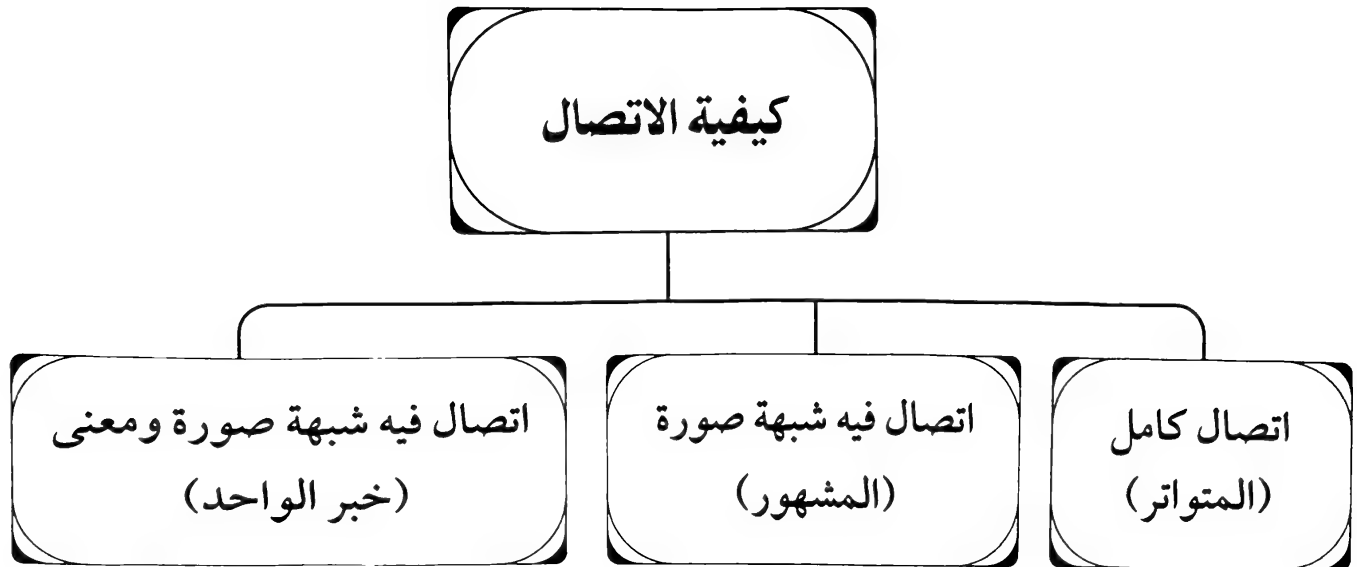 كيفية الاتصال
اتصال كامل
(المتواتر)
اتصال فيه شبهة صورة
(المشهور)
اتصال فيه شبهة صورة ومعنى
(خبر الواحد)